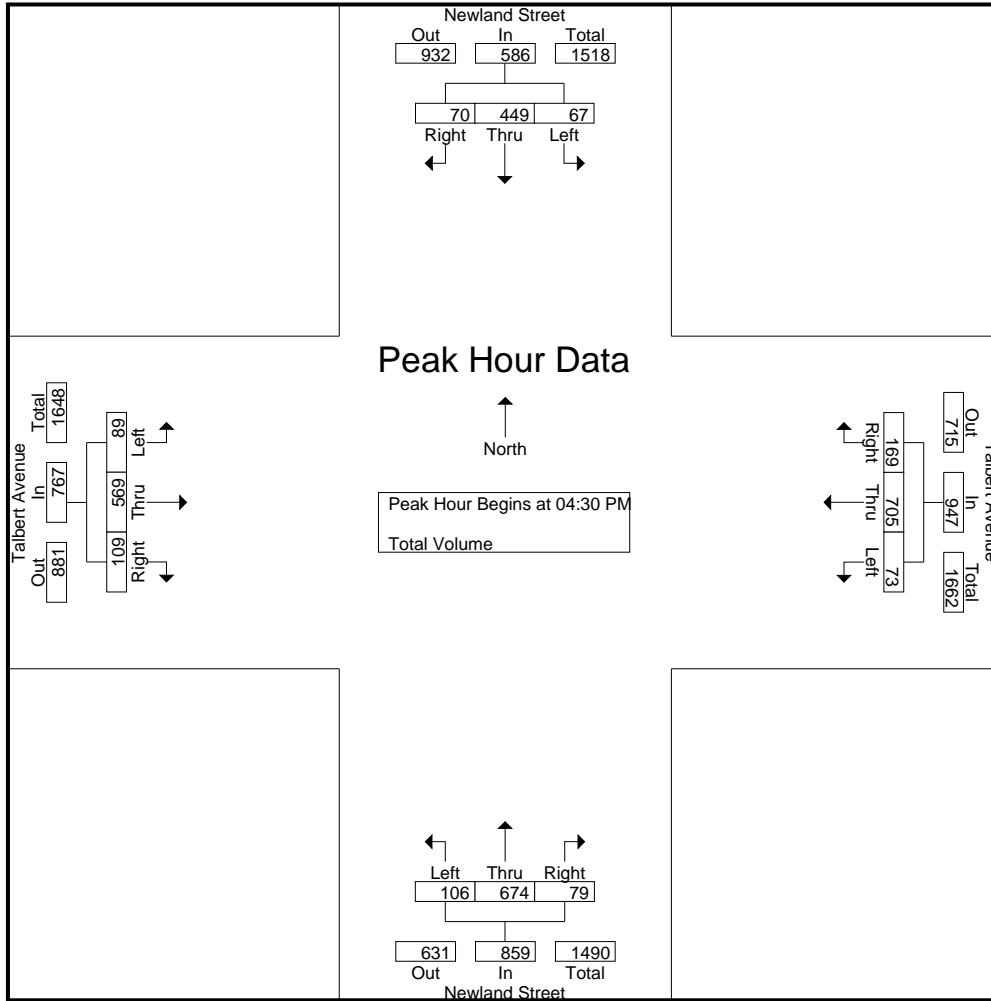 Newland Street
Out In Total
932 586 1518
70 449 67
Right Thru Left
Peak Hour Data
North
Peak Hour Begins at 04:30 PM
Total Volume
Talbert Avenue
Total In Out
1648 767 881
89 569 109
Left Thru Right
Right Thru Left
169 705 73
Out In Total
715 947 1662
Talbert Avenue
Left Thru Right
106 674 79
631 859 1490
Out In Total
Newland Street